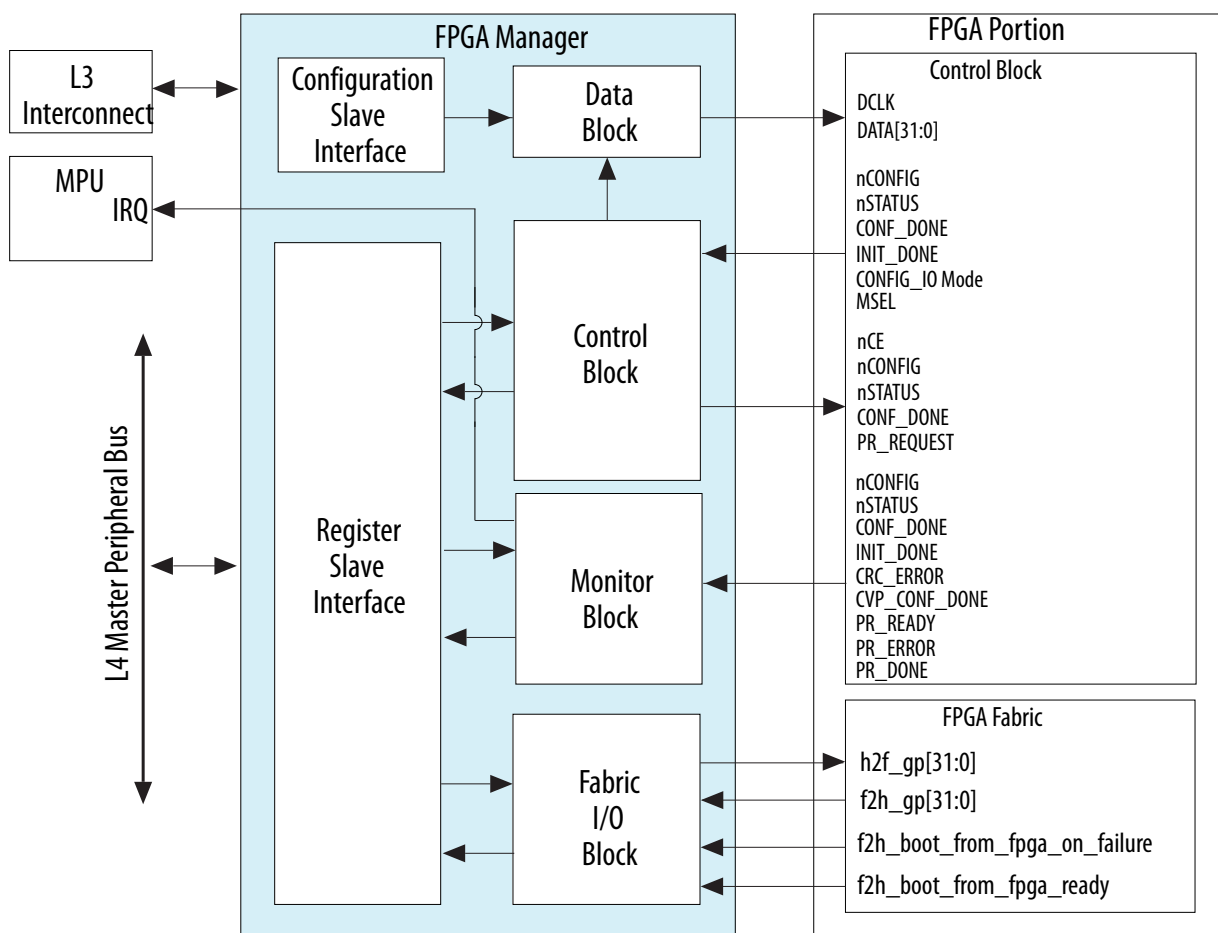 FPGA Manager
FPGA Portion
L3
Interconnect
MPU
IRQ
L4 Master Peripheral Bus
Configuration
Slave
Interface
Data
Block
Register
Slave
Interface
Control
Block
Monitor
Block
Fabric
I/O
Block
Control Block
DCLK
DATA[31:0]
nCONFIG
nSTATUS
CONF_DONE
INIT_DONE
CONFIG_IO Mode
MSEL
nCE
nCONFIG
nSTATUS
CONF_DONE
PR_REQUEST
nCONFIG
nSTATUS
CONF_DONE
INIT_DONE
CRC_ERROR
CVP_CONF_DONE
PR_READY
PR_ERROR
PR_DONE
FPGA Fabric
h2f_gp[31:0]
f2h_gp[31:0]
f2h_boot_from_fpga_on_failure
f2h_boot_from_fpga_ready